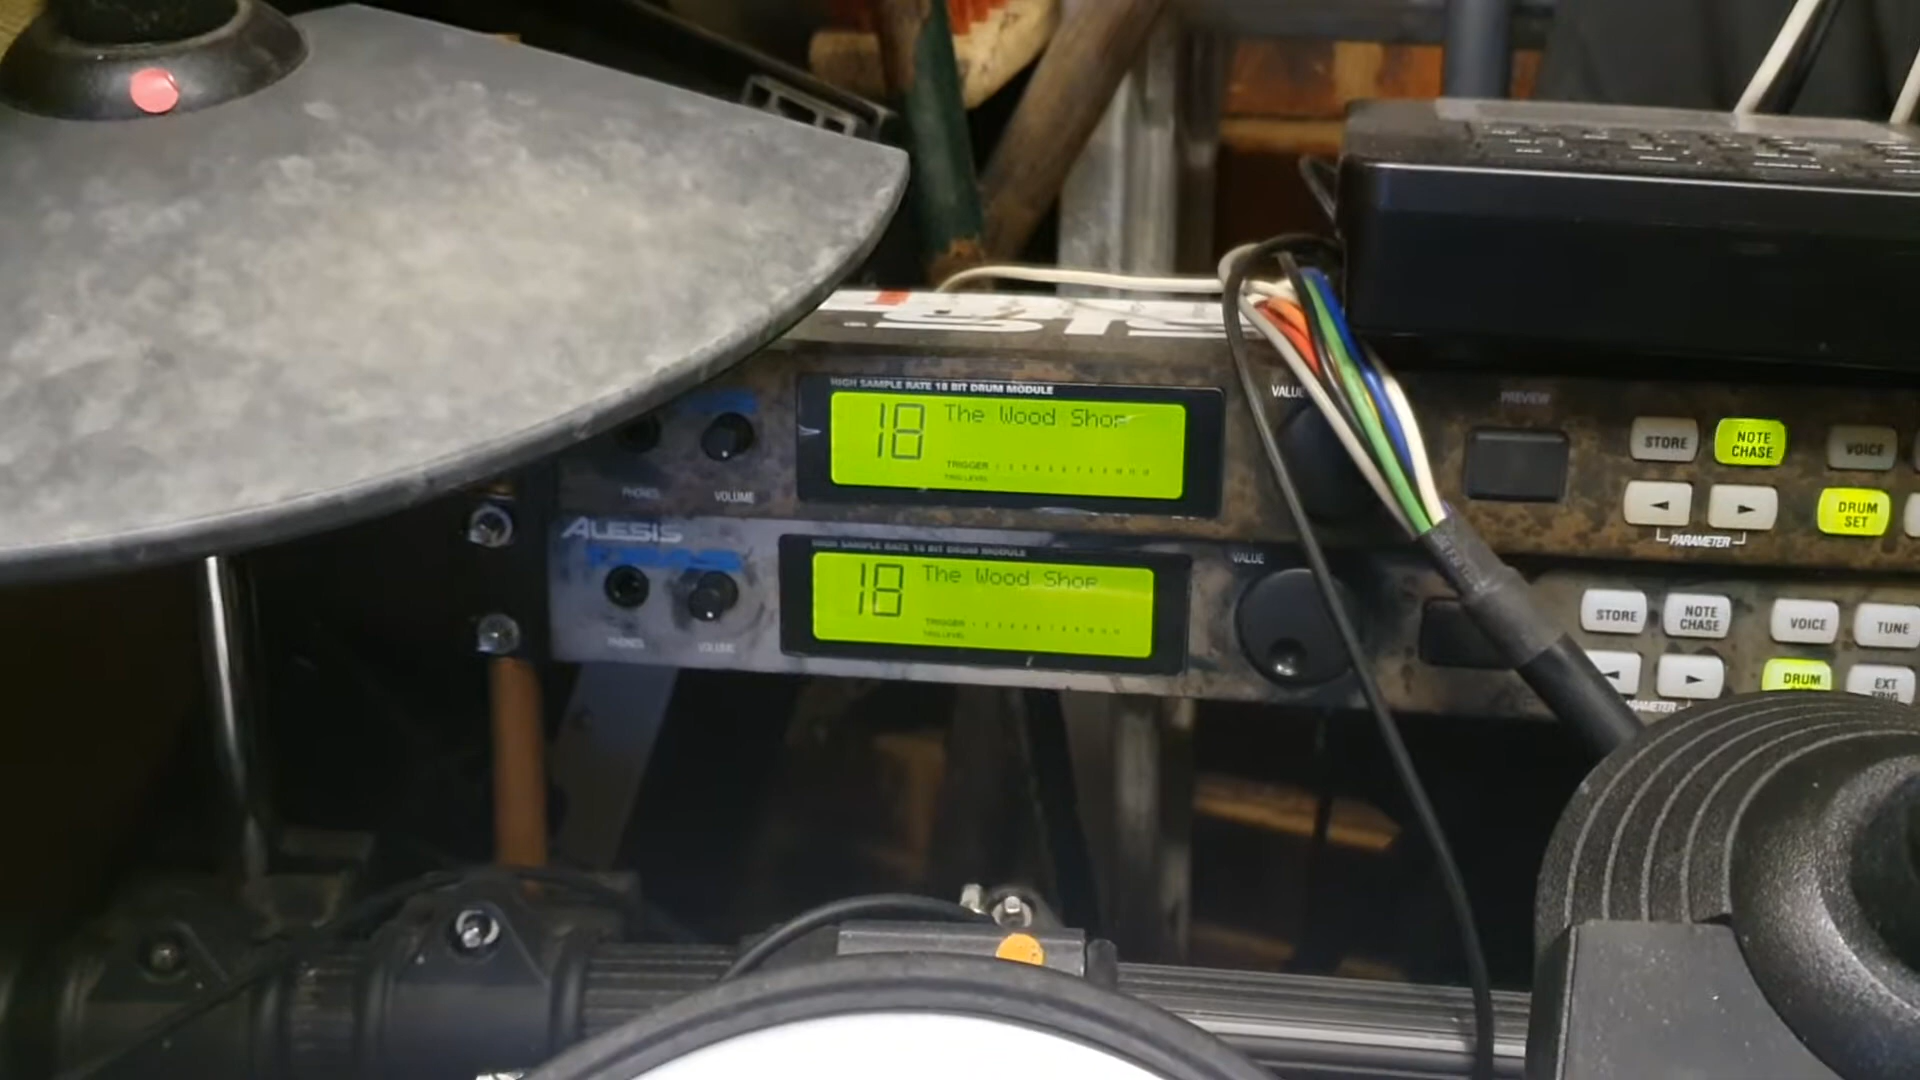 HIGH SAMPLE RATE 18 BIT DRUM MODULE
18 The Wood Shop
TRIGGER
TRIG LEVEL
PHONES
VOLUME
VALUE
PREVIEW
STORE
NOTE CHASE
VOICE
PARAMETER
DRUM SET
ALESIS
HIGH SAMPLE RATE 18 BIT DRUM MODULE
18 The Wood Shop
TRIGGER
TRIG LEVEL
PHONES
VOLUME
VALUE
STORE
NOTE CHASE
VOICE
TUNE
DRUM
EXT